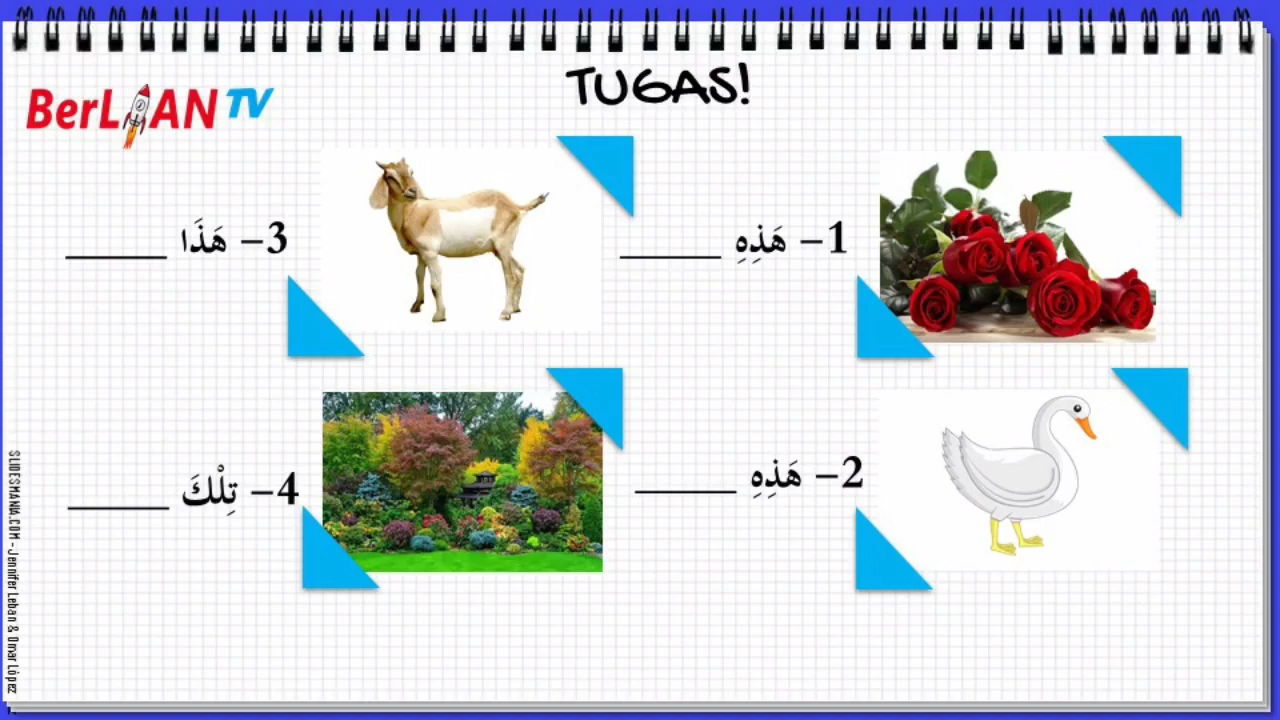 TUGAS!
BerLIAN TV
1– هَذِهِ ______
3– هَذَا ______
2– هَذِهِ ______
4– تِلْكَ ______
SLIDESMANIA.COM - Jennifer Leban & Omar López